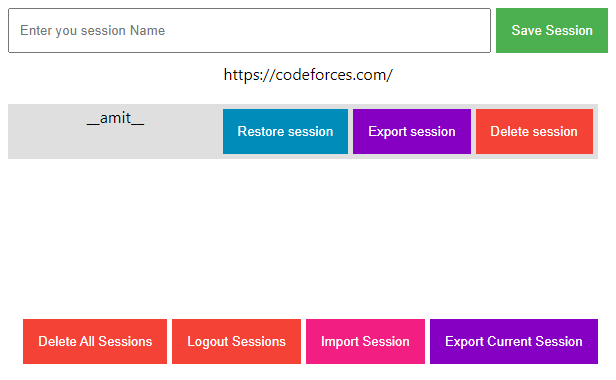 Enter you session Name
Save Session
https://codeforces.com/
__amit__
Restore session
Export session
Delete session
Delete All Sessions
Logout Sessions
Import Session
Export Current Session